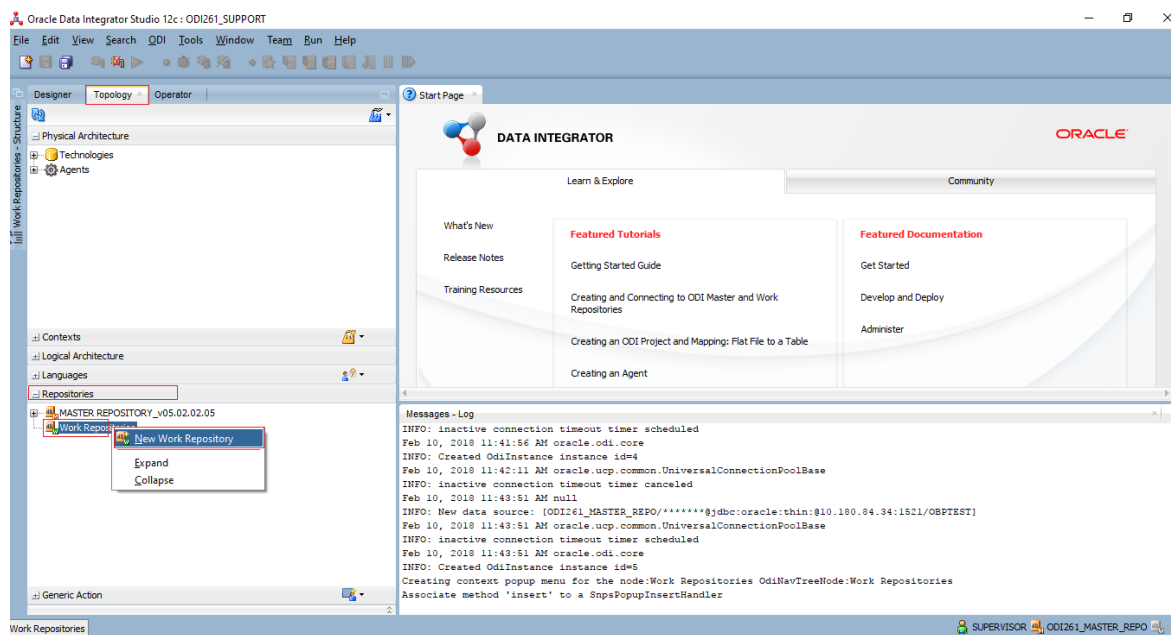 Oracle Data Integrator Studio 12c : ODI261_SUPPORT
File Edit View Search ODI Tools Window Team Run Help
Designer Topology Operator
Work Repositories - Structure
Physical Architecture
Technologies
Agents
Contexts
Logical Architecture
Languages
Repositories
MASTER REPOSITORY_v05.02.02.05
Work Repositories
New Work Repository
Expand
Collapse
Generic Action
Start Page
DATA INTEGRATOR
ORACLE
Learn & Explore
Community
What's New
Release Notes
Training Resources
Featured Tutorials
Getting Started Guide
Creating and Connecting to ODI Master and Work
Repositories
Creating an ODI Project and Mapping: Flat File to a Table
Creating an Agent
Featured Documentation
Get Started
Develop and Deploy
Administer
Messages - Log
INFO: inactive connection timeout timer scheduled
Feb 10, 2018 11:41:56 AM oracle.odi.core
INFO: Created OdiInstance instance id=4
Feb 10, 2018 11:42:11 AM oracle.ucp.common.UniversalConnectionPoolBase
INFO: inactive connection timeout timer canceled
Feb 10, 2018 11:43:51 AM null
INFO: New data source: [ODI261_MASTER_REPO/*******@jdbc:oracle:thin:@10.180.84.34:1521/OBPTEST]
Feb 10, 2018 11:43:51 AM oracle.ucp.common.UniversalConnectionPoolBase
INFO: inactive connection timeout timer scheduled
Feb 10, 2018 11:43:51 AM oracle.odi.core
INFO: Created OdiInstance instance id=5
Creating context popup menu for the node:Work Repositories OdiNavTreeNode:Work Repositories
Associate method 'insert' to a SnpsPopupInsertHandler
Work Repositories
SUPERVISOR ODI261_MASTER_REPO